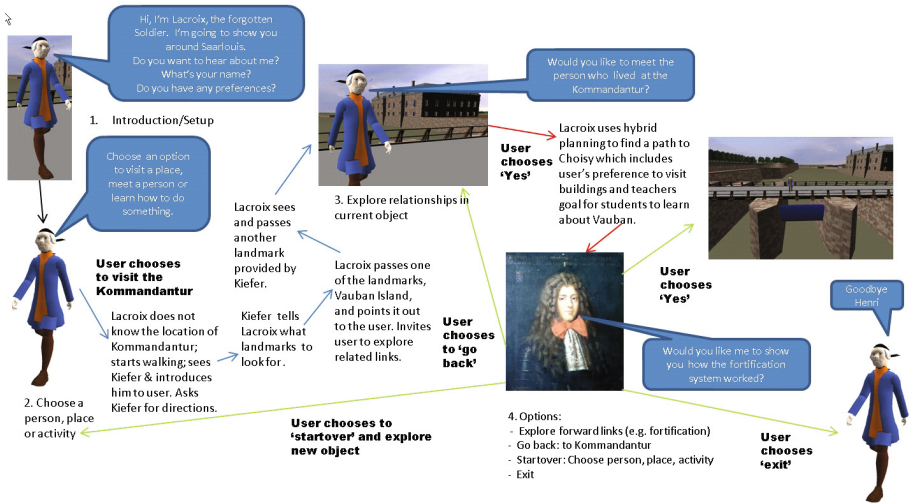 Hi, I'm Lacroix, the forgotten
Soldier. I'm going to show you
around Saarlouis.
Do you want to hear about me?
What's your name?
Do you have any preferences?
1. Introduction/Setup
Choose an option
to visit a place,
meet a person or
learn how to do
something.
User chooses
to visit the
Kommandantur
Lacroix does not
know the location of
Kommandantur;
starts walking; sees
Kiefer & introduces
him to user. Asks
Kiefer for directions.
2. Choose a
person, place
or activity
Kiefer tells
Lacroix what
landmarks to
look for.
Lacroix passes one
of the landmarks,
Vauban Island,
and points it out
to the user. Invites
user to explore
related links.
Lacroix sees
and passes
another
landmark
provided by
Kiefer.
Would you like to meet the
person who lived at the
Kommandantur?
3. Explore relationships in
current object
User
chooses
'Yes'
Lacroix uses hybrid
planning to find a path to
Choisy which includes
user's preference to visit
buildings and teachers
goal for students to learn
about Vauban.
User
chooses
'Yes'
User
chooses
to 'go
back'
Would you like me to show
you how the fortification
system worked?
User chooses to
'startover' and explore
new object
4. Options:
- Explore forward links (e.g. fortification)
- Go back: to Kommandantur
- Startover: Choose person, place, activity
- Exit
User
chooses
'exit'
Goodbye
Henri